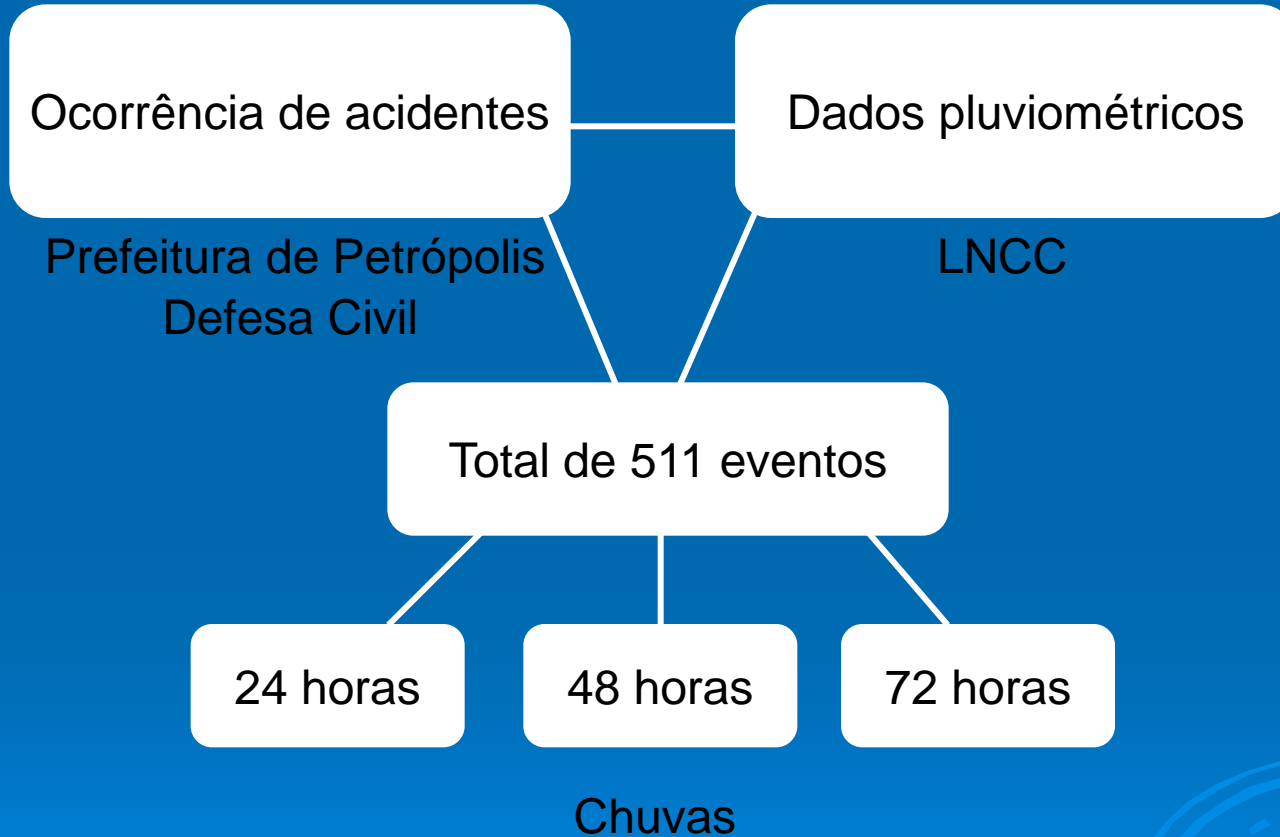 Ocorrência de acidentes
Dados pluviométricos
Prefeitura de Petrópolis
Defesa Civil
LNCC
Total de 511 eventos
24 horas
48 horas
72 horas
Chuvas